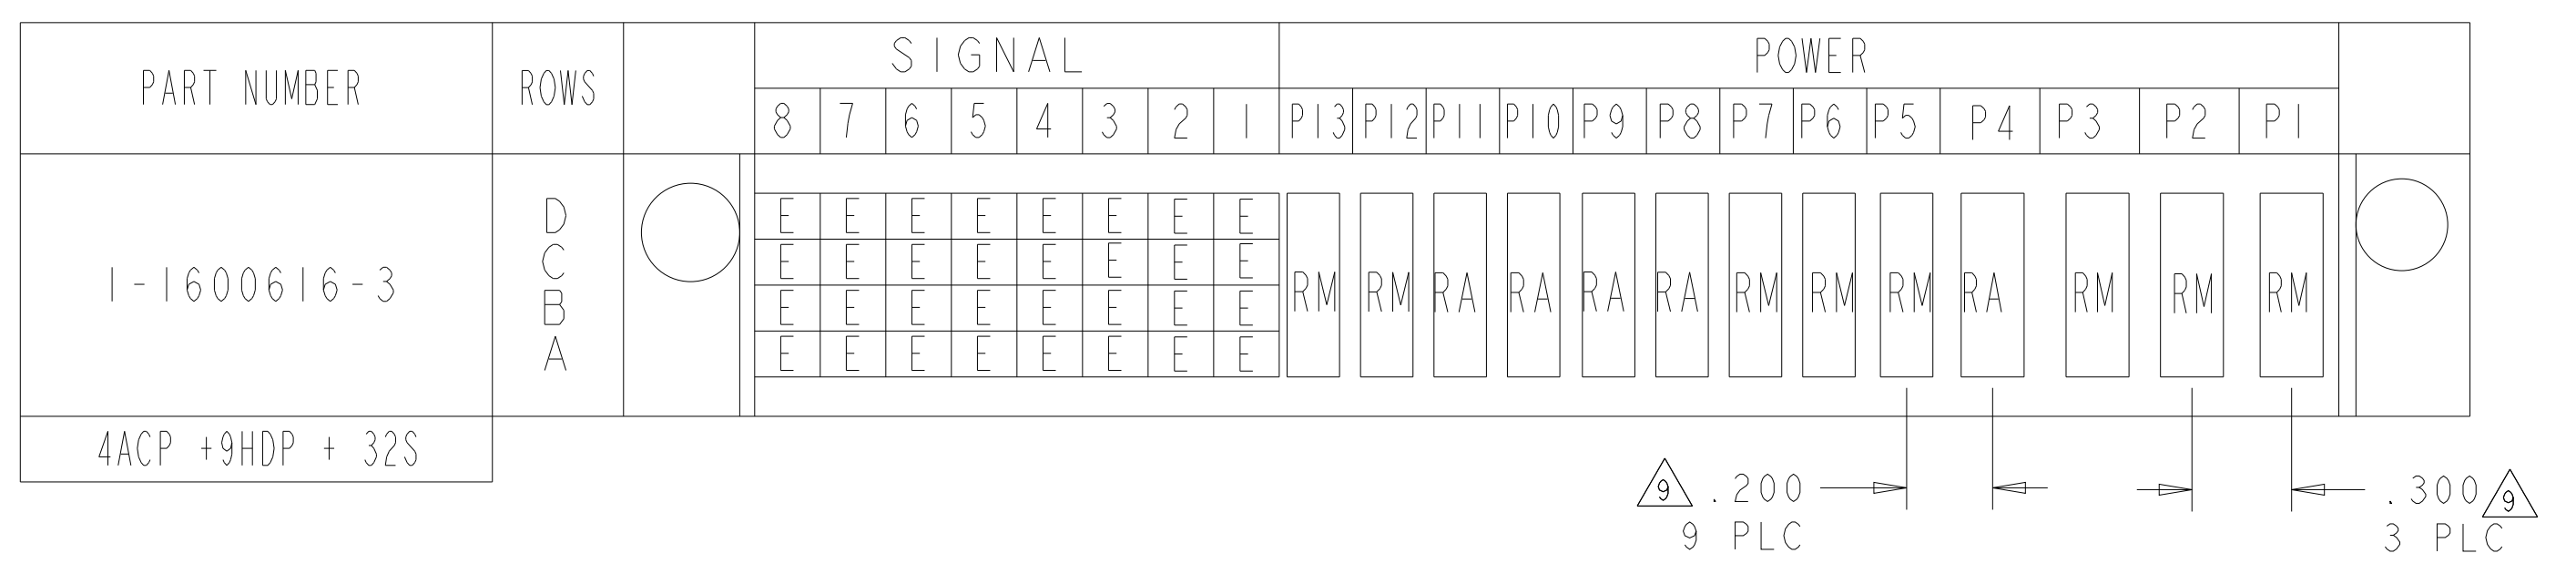 PART NUMBER ROWS SIGNAL POWER
8 7 6 5 4 3 2 1 P13 P12 P11 P10 P9 P8 P7 P6 P5 P4 P3 P2 P1
D E E E E E E E E
C E E E E E E E E
1-1600616-3 RM RM RA RA RA RA RM RM RM RA RM RM RM
B E E E E E E E E
A E E E E E E E E
4ACP +9HDP + 32S
9 .200 .300 9
9 PLC 3 PLC